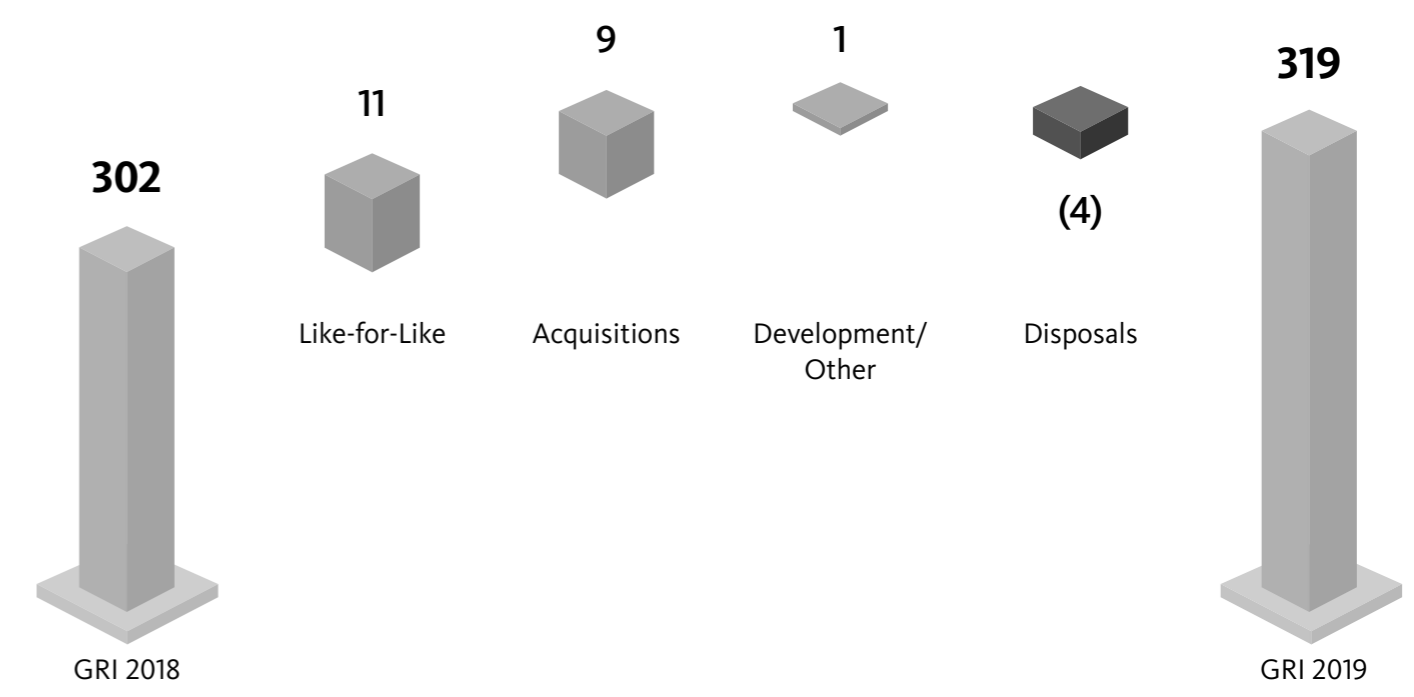 302
GRI 2018
11
Like-for-Like
9
Acquisitions
1
Development/
Other
(4)
Disposals
319
GRI 2019